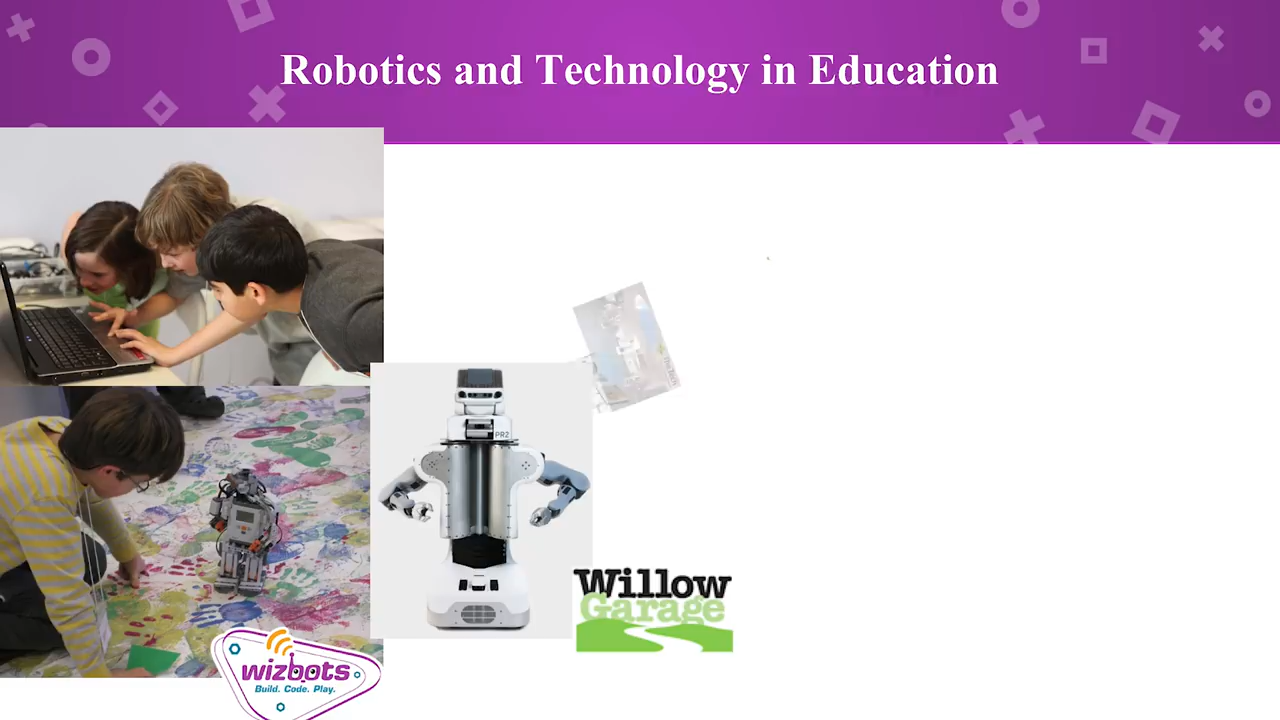 Robotics and Technology in Education
PR2
Willow
Garage
wizbots
Build. Code. Play.